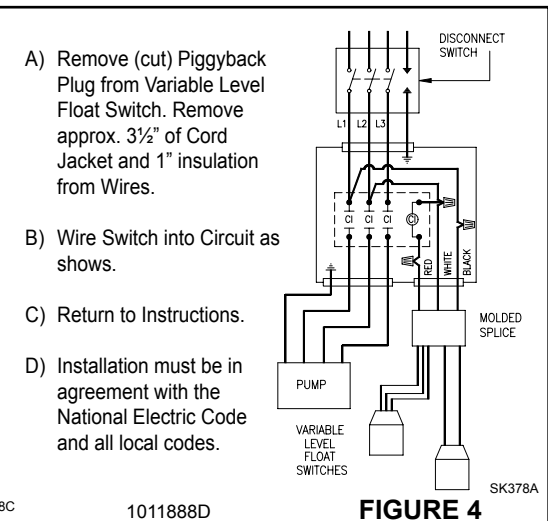 A) Remove (cut) Piggyback
Plug from Variable Level
Float Switch. Remove
approx. 3½” of Cord
Jacket and 1” insulation
from Wires.
B) Wire Switch into Circuit as
shows.
C) Return to Instructions.
D) Installation must be in
agreement with the
National Electric Code
and all local codes.
DISCONNECT
SWITCH
L1 L2 L3
CI CI CI CI
RED
WHITE
BLACK
MOLDED
SPLICE
PUMP
VARIABLE
LEVEL
FLOAT
SWITCHES
SK378A
8C
1011888D
FIGURE 4